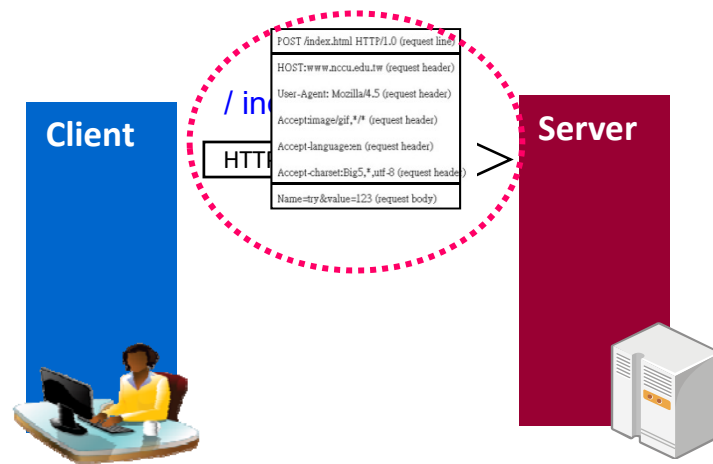 Client
/ in
HTTP
POST /index.html HTTP/1.0 (request line)
HOST:www.nccu.edu.tw (request header)
User-Agent: Mozilla/4.5 (request header)
Accept:image/gif,*/* (request header)
Accept-language:en (request header)
Accept-charset:Big5,*,utf-8 (request header)
Name=try&value=123 (request body)
>
Server